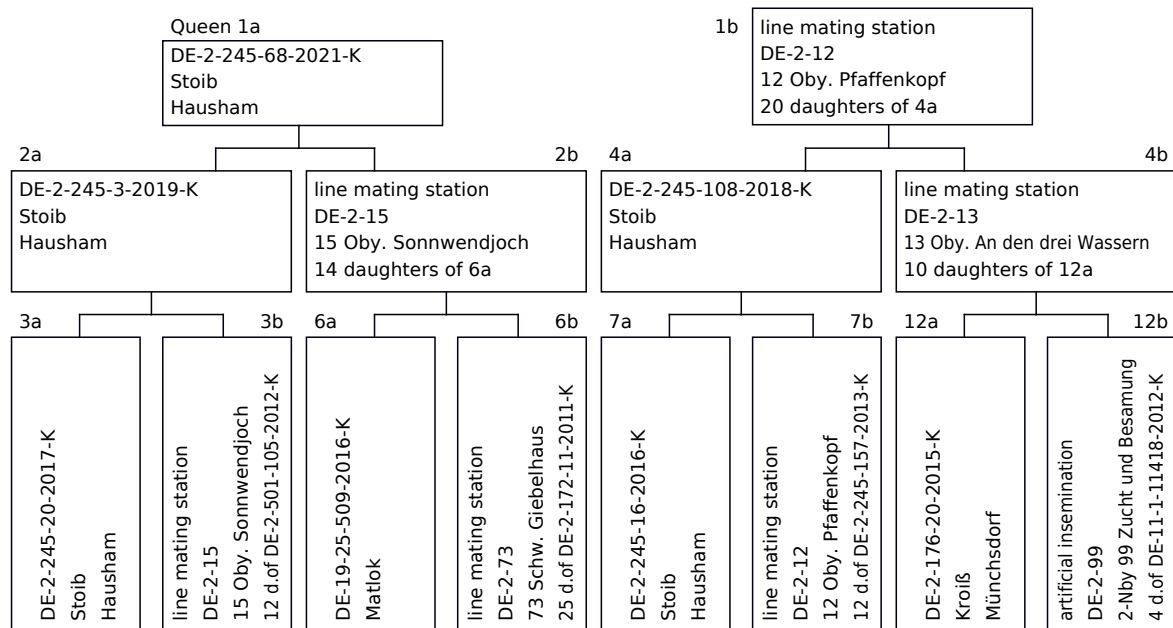 Queen 1a
DE-2-245-68-2021-K
Stoib
Hausham
1b
line mating station
DE-2-12
12 Oby. Pfaffenkopf
20 daughters of 4a
2a
DE-2-245-3-2019-K
Stoib
Hausham
2b
line mating station
DE-2-15
15 Oby. Sonnwendjoch
14 daughters of 6a
4a
DE-2-245-108-2018-K
Stoib
Hausham
4b
line mating station
DE-2-13
13 Oby. An den drei Wassern
10 daughters of 12a
3a
DE-2-245-20-2017-K
Stoib
Hausham
3b
line mating station
DE-2-15
15 Oby. Sonnwendjoch
12 d.of DE-2-501-105-2012-K
6a
DE-19-25-509-2016-K
Matlok
6b
line mating station
DE-2-73
73 Schw. Giebelhaus
25 d.of DE-2-172-11-2011-K
7a
DE-2-245-16-2016-K
Stoib
Hausham
7b
line mating station
DE-2-12
12 Oby. Pfaffenkopf
12 d.of DE-2-245-157-2013-K
12a
DE-2-176-20-2015-K
Kroiß
Münchsdorf
12b
artificial insemination
DE-2-99
2-Nby 99 Zucht und Besamung
4 d.of DE-11-1-11418-2012-K